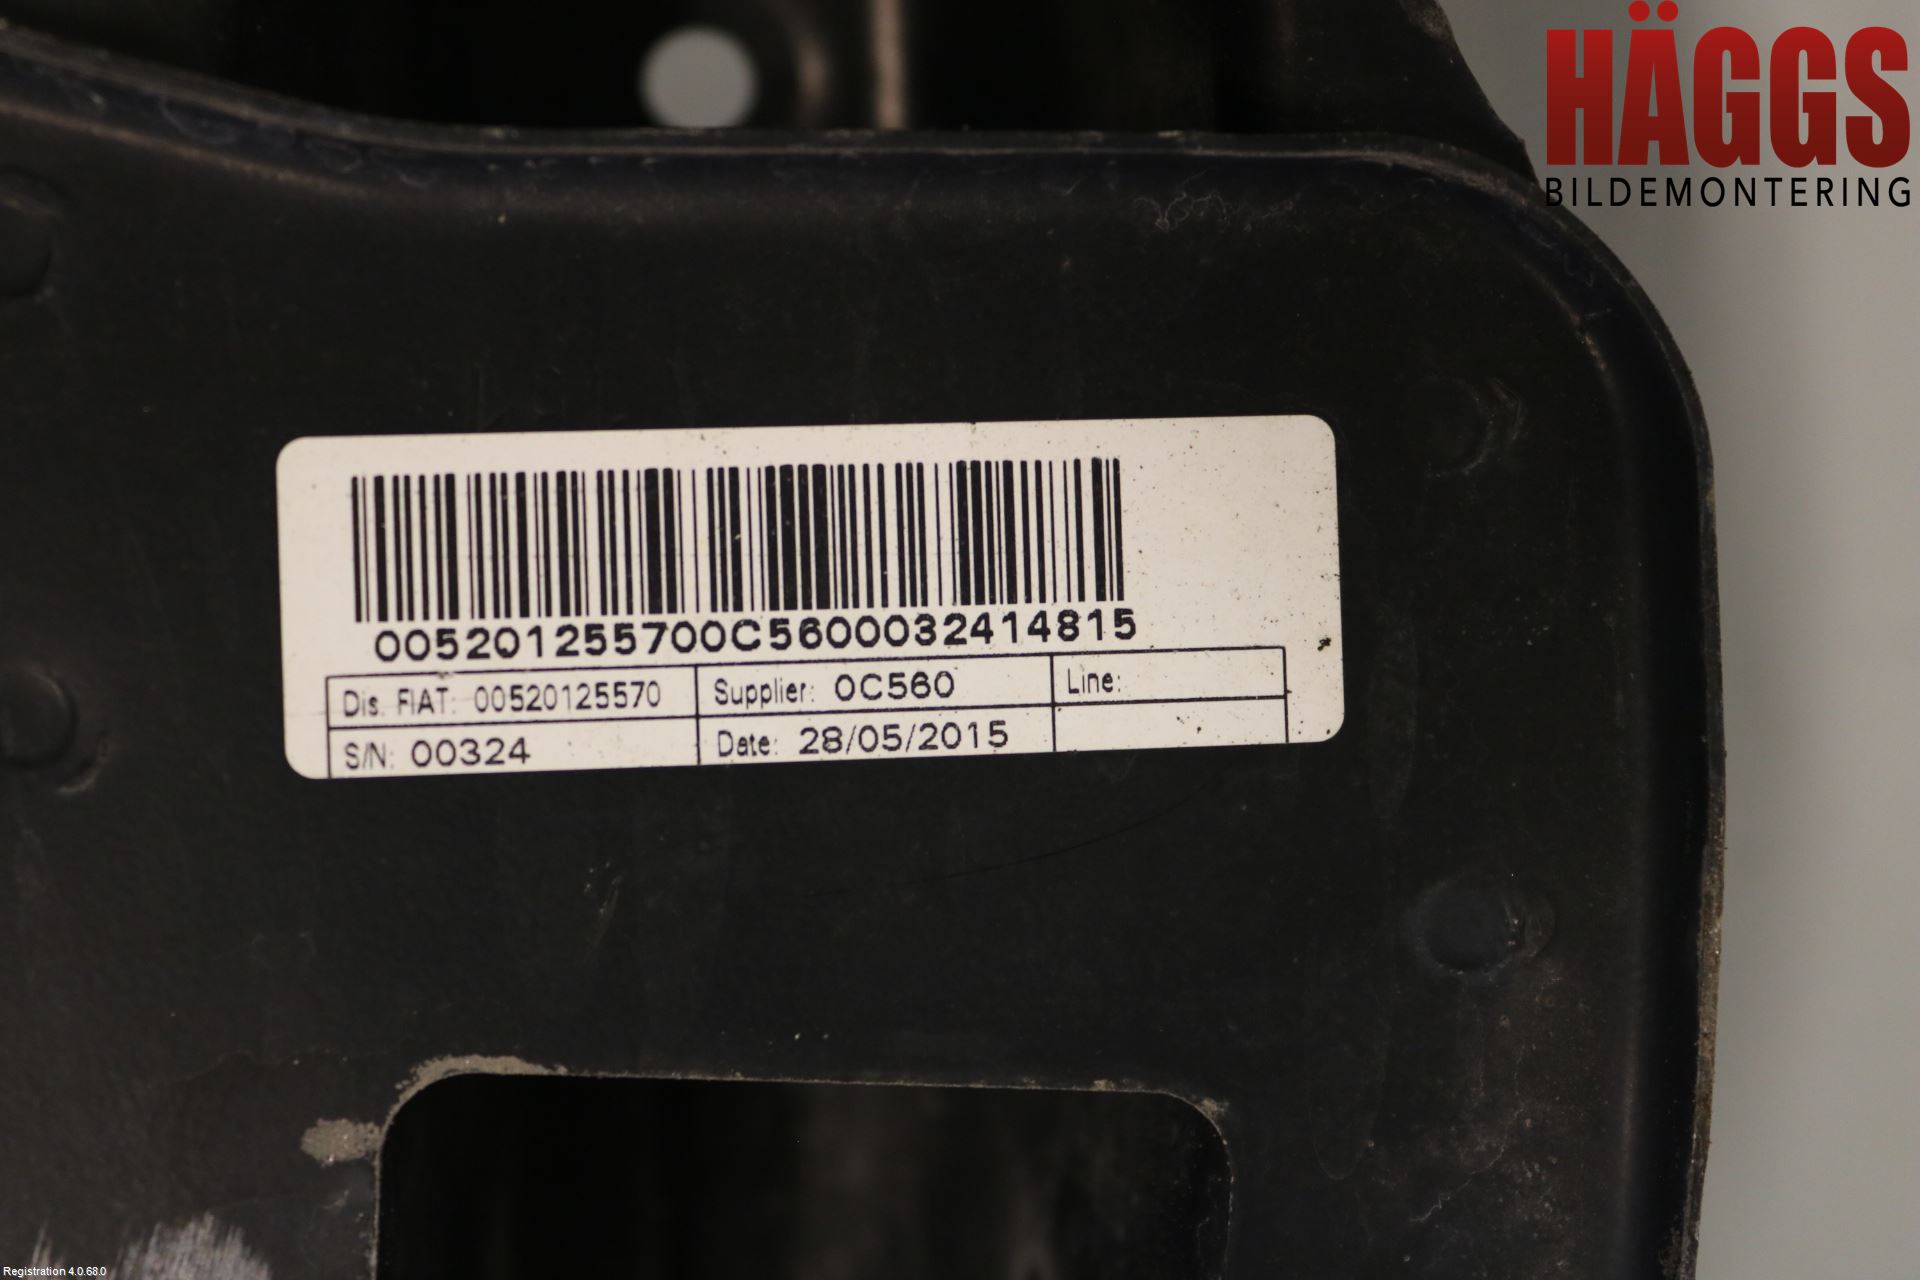 HÄGGS
BILDEMONTERING
005201255700C5600032414815
Dis. FIAT: 00520125570 Supplier: 0C560 Line:
S/N: 00324 Date: 28/05/2015
Registration 4.0.68.0